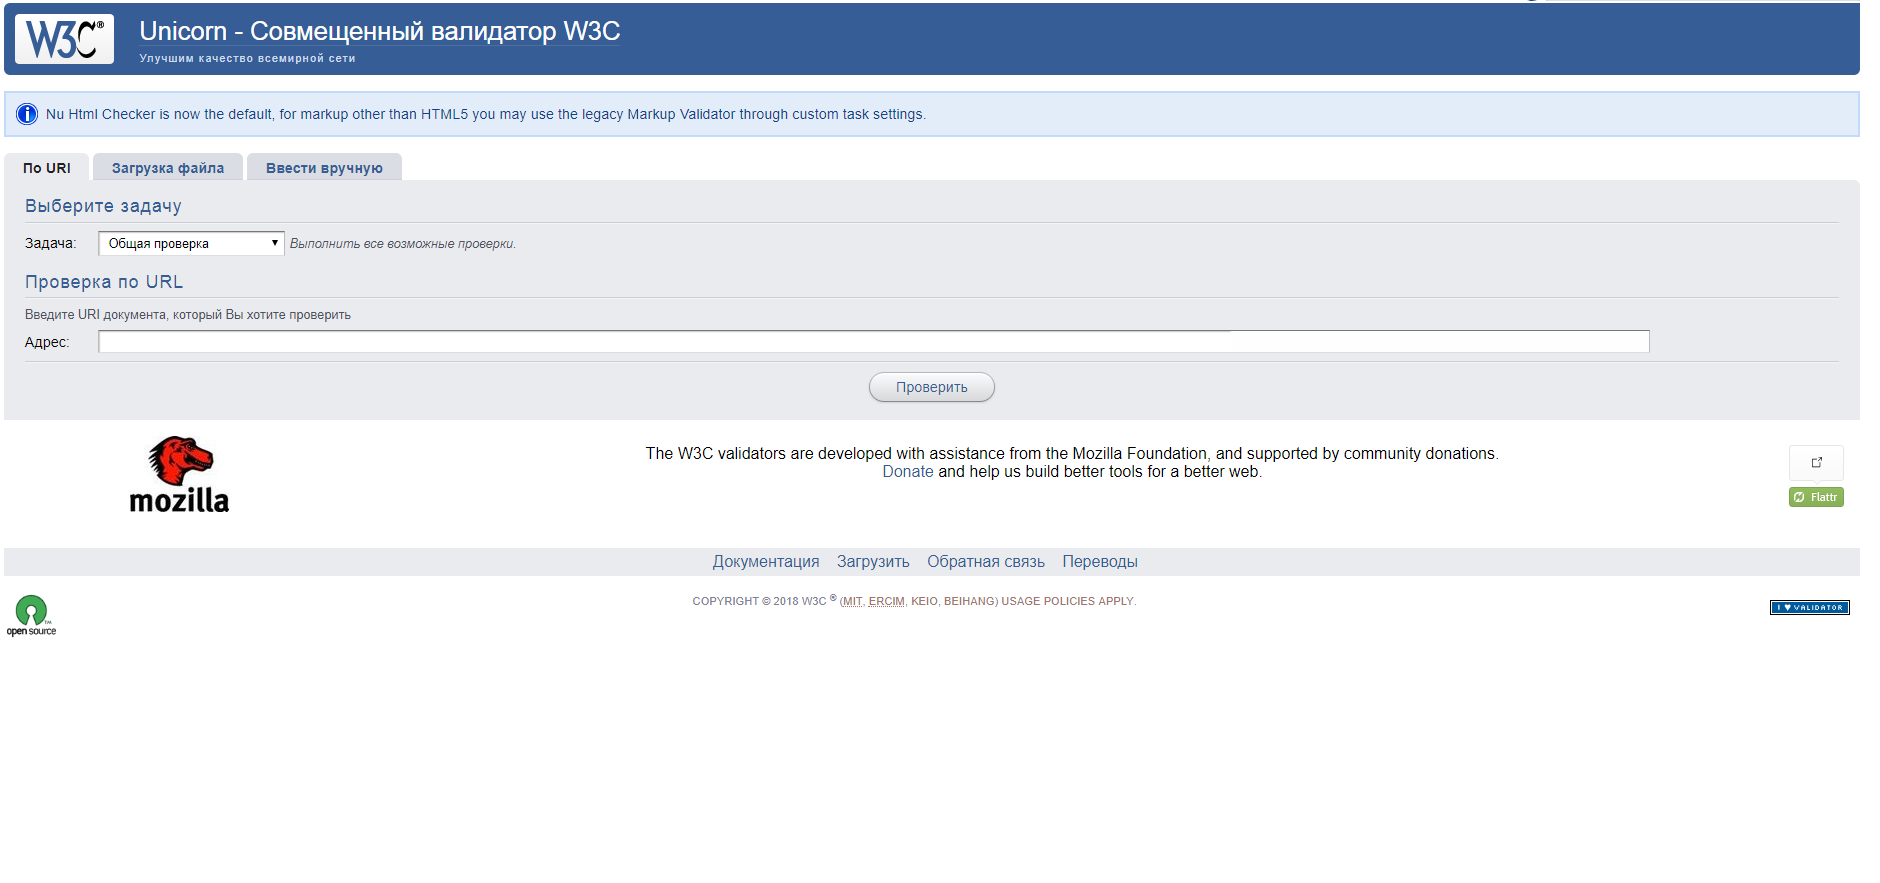 W3C®
Unicorn - Совмещенный валидатор W3C
Улучшим качество всемирной сети
Nu Html Checker is now the default, for markup other than HTML5 you may use the legacy Markup Validator through custom task settings.
По URI Загрузка файла Ввести вручную
Выберите задачу
Задача: Общая проверка Выполнить все возможные проверки.
Проверка по URL
Введите URI документа, который Вы хотите проверить
Адрес:
Проверить
The W3C validators are developed with assistance from the Mozilla Foundation, and supported by community donations.
Donate and help us build better tools for a better web.
mozilla
Flattr
Документация Загрузить Обратная связь Переводы
COPYRIGHT © 2018 W3C ® (MIT, ERCIM, KEIO, BEIHANG) USAGE POLICIES APPLY.
open source
I ♥ VALIDATOR